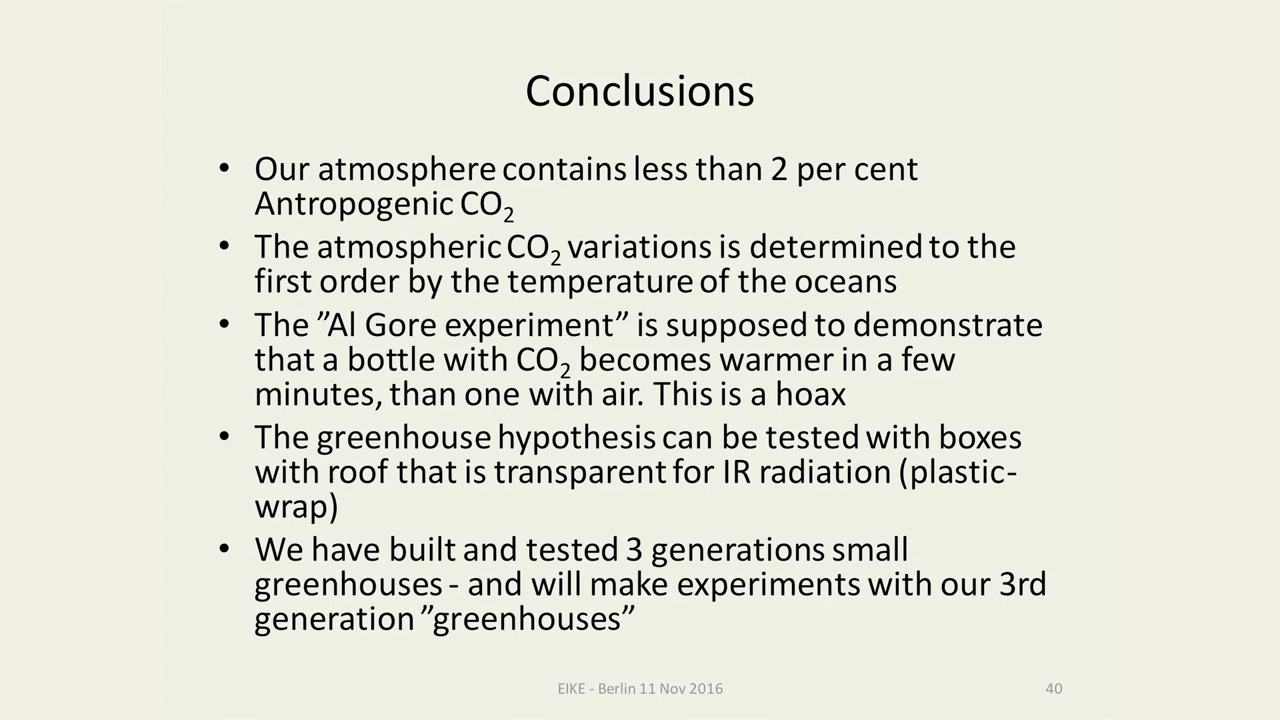 Conclusions
• Our atmosphere contains less than 2 per cent
Antropogenic CO₂
• The atmospheric CO₂ variations is determined to the
first order by the temperature of the oceans
• The ”Al Gore experiment” is supposed to demonstrate
that a bottle with CO₂ becomes warmer in a few
minutes, than one with air. This is a hoax
• The greenhouse hypothesis can be tested with boxes
with roof that is transparent for IR radiation (plastic-
wrap)
• We have built and tested 3 generations small
greenhouses - and will make experiments with our 3rd
generation ”greenhouses”
EIKE - Berlin 11 Nov 2016
40